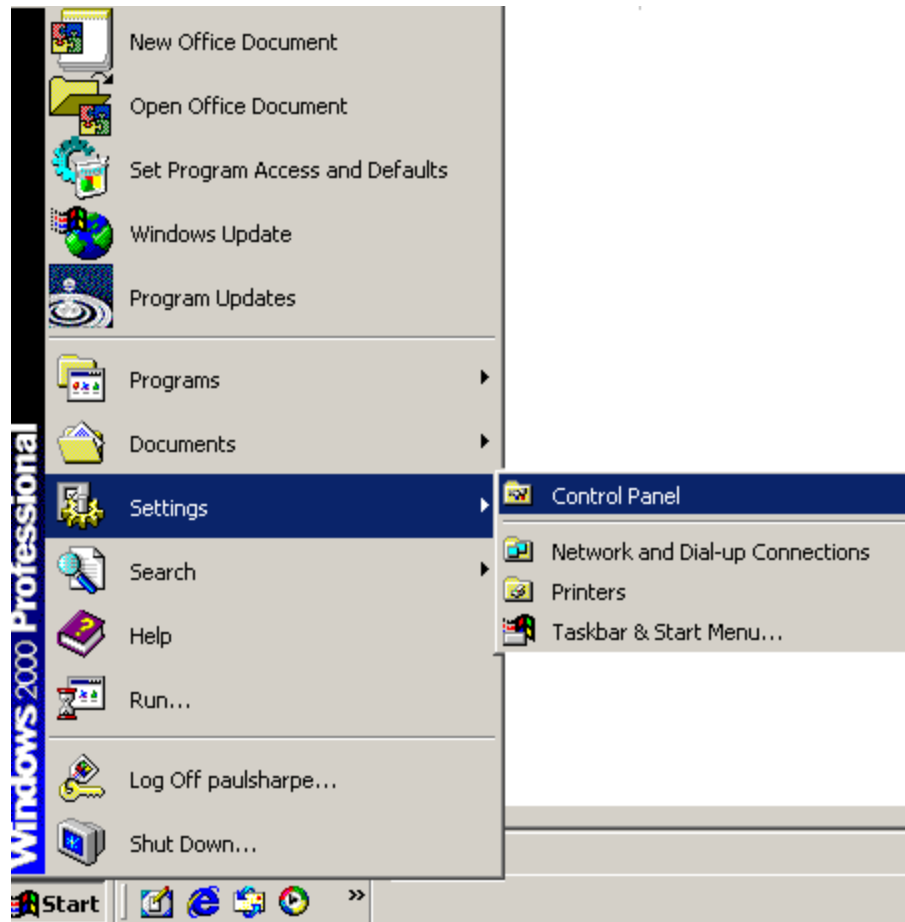 New Office Document
Open Office Document
Set Program Access and Defaults
Windows Update
Program Updates
Programs
Documents
Settings
Search
Help
Run...
Log Off paulsharpe...
Shut Down...
Control Panel
Network and Dial-up Connections
Printers
Taskbar & Start Menu...
Windows 2000 Professional
Start
»